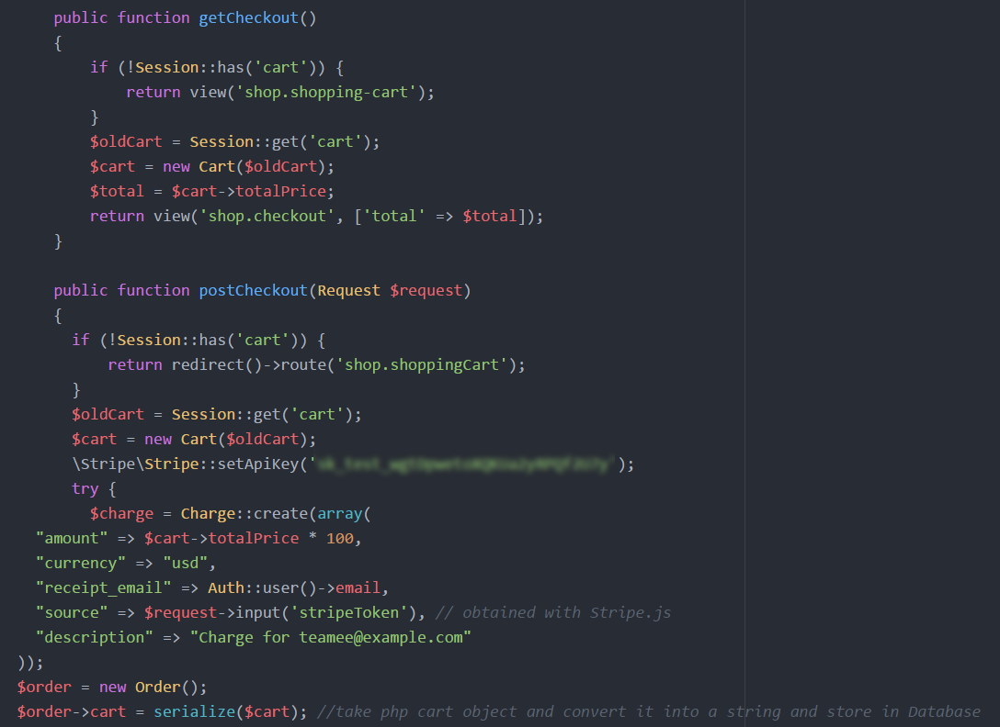 public function getCheckout()
{
if (!Session::has('cart')) {
return view('shop.shopping-cart');
}
$oldCart = Session::get('cart');
$cart = new Cart($oldCart);
$total = $cart->totalPrice;
return view('shop.checkout', ['total' => $total]);
}
public function postCheckout(Request $request)
{
if (!Session::has('cart')) {
return redirect()->route('shop.shoppingCart');
}
$oldCart = Session::get('cart');
$cart = new Cart($oldCart);
\Stripe\Stripe::setApiKey(' ');
try {
$charge = Charge::create(array(
"amount" => $cart->totalPrice * 100,
"currency" => "usd",
"receipt_email" => Auth::user()->email,
"source" => $request->input('stripeToken'), // obtained with Stripe.js
"description" => "Charge for teamee@example.com"
));
$order = new Order();
$order->cart = serialize($cart); //take php cart object and convert it into a string and store in Database